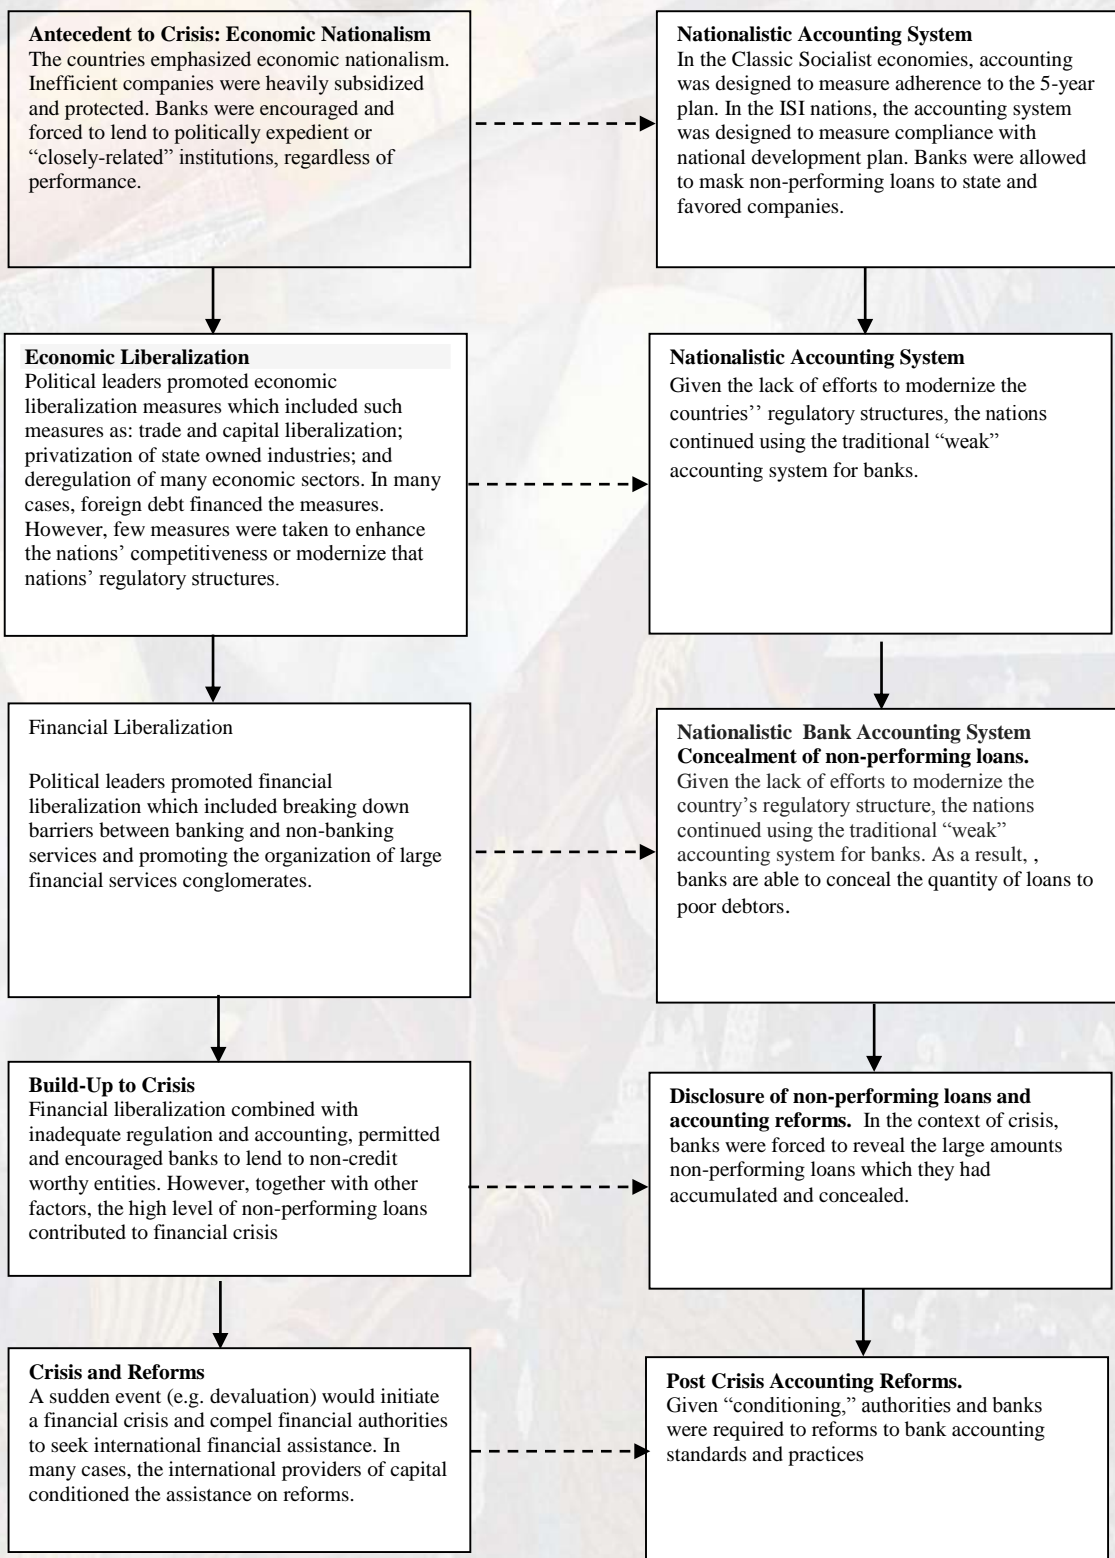 Antecedent to Crisis: Economic Nationalism
The countries emphasized economic nationalism.
Inefficient companies were heavily subsidized
and protected. Banks were encouraged and
forced to lend to politically expedient or
“closely-related” institutions, regardless of
performance.
Nationalistic Accounting System
In the Classic Socialist economies, accounting
was designed to measure adherence to the 5-year
plan. In the ISI nations, the accounting system
was designed to measure compliance with
national development plan. Banks were allowed
to mask non-performing loans to state and
favored companies.
Economic Liberalization
Political leaders promoted economic
liberalization measures which included such
measures as: trade and capital liberalization;
privatization of state owned industries; and
deregulation of many economic sectors. In many
cases, foreign debt financed the measures.
However, few measures were taken to enhance
the nations’ competitiveness or modernize that
nations’ regulatory structures.
Nationalistic Accounting System
Given the lack of efforts to modernize the
countries’’ regulatory structures, the nations
continued using the traditional “weak”
accounting system for banks.
Financial Liberalization
Political leaders promoted financial
liberalization which included breaking down
barriers between banking and non-banking
services and promoting the organization of large
financial services conglomerates.
Nationalistic Bank Accounting System
Concealment of non-performing loans.
Given the lack of efforts to modernize the
country’s regulatory structure, the nations
continued using the traditional “weak”
accounting system for banks. As a result, ,
banks are able to conceal the quantity of loans to
poor debtors.
Build-Up to Crisis
Financial liberalization combined with
inadequate regulation and accounting, permitted
and encouraged banks to lend to non-credit
worthy entities. However, together with other
factors, the high level of non-performing loans
contributed to financial crisis
Disclosure of non-performing loans and
accounting reforms. In the context of crisis,
banks were forced to reveal the large amounts
non-performing loans which they had
accumulated and concealed.
Crisis and Reforms
A sudden event (e.g. devaluation) would initiate
a financial crisis and compel financial authorities
to seek international financial assistance. In
many cases, the international providers of capital
conditioned the assistance on reforms.
Post Crisis Accounting Reforms.
Given “conditioning,” authorities and banks
were required to reforms to bank accounting
standards and practices